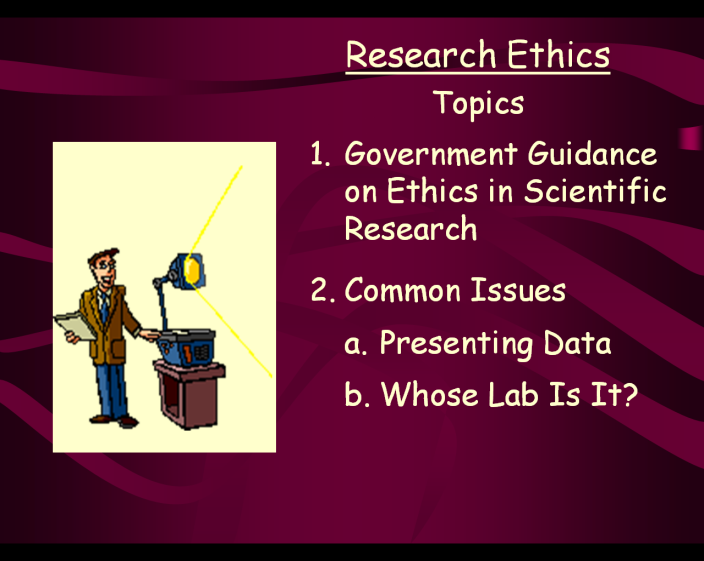 Research Ethics
Topics
1. Government Guidance
on Ethics in Scientific
Research
2. Common Issues
a. Presenting Data
b. Whose Lab Is It?